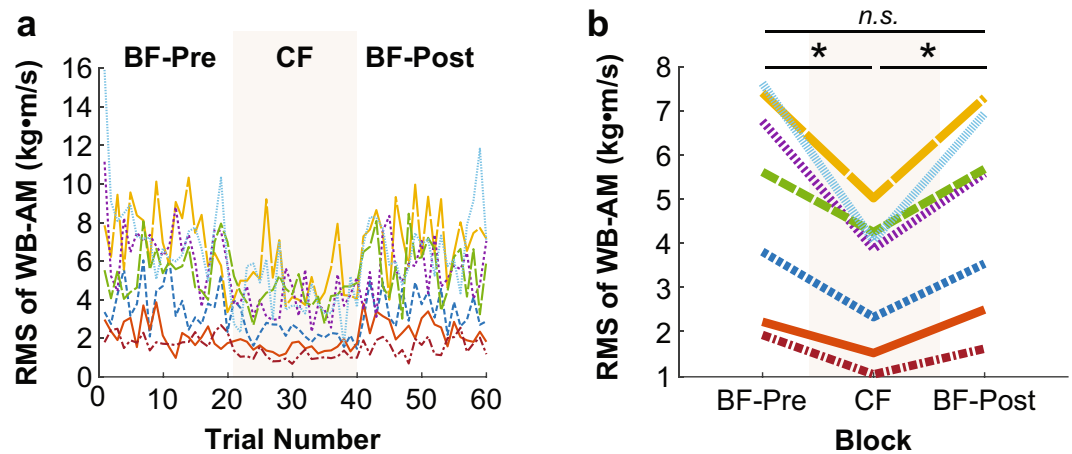 a
BF-Pre CF BF-Post
RMS of WB-AM (kg•m/s)
16
14
12
10
8
6
4
2
0
0 10 20 30 40 50 60
Trial Number
b
n.s.
* *
RMS of WB-AM (kg•m/s)
8
7
6
5
4
3
2
1
BF-Pre CF BF-Post
Block